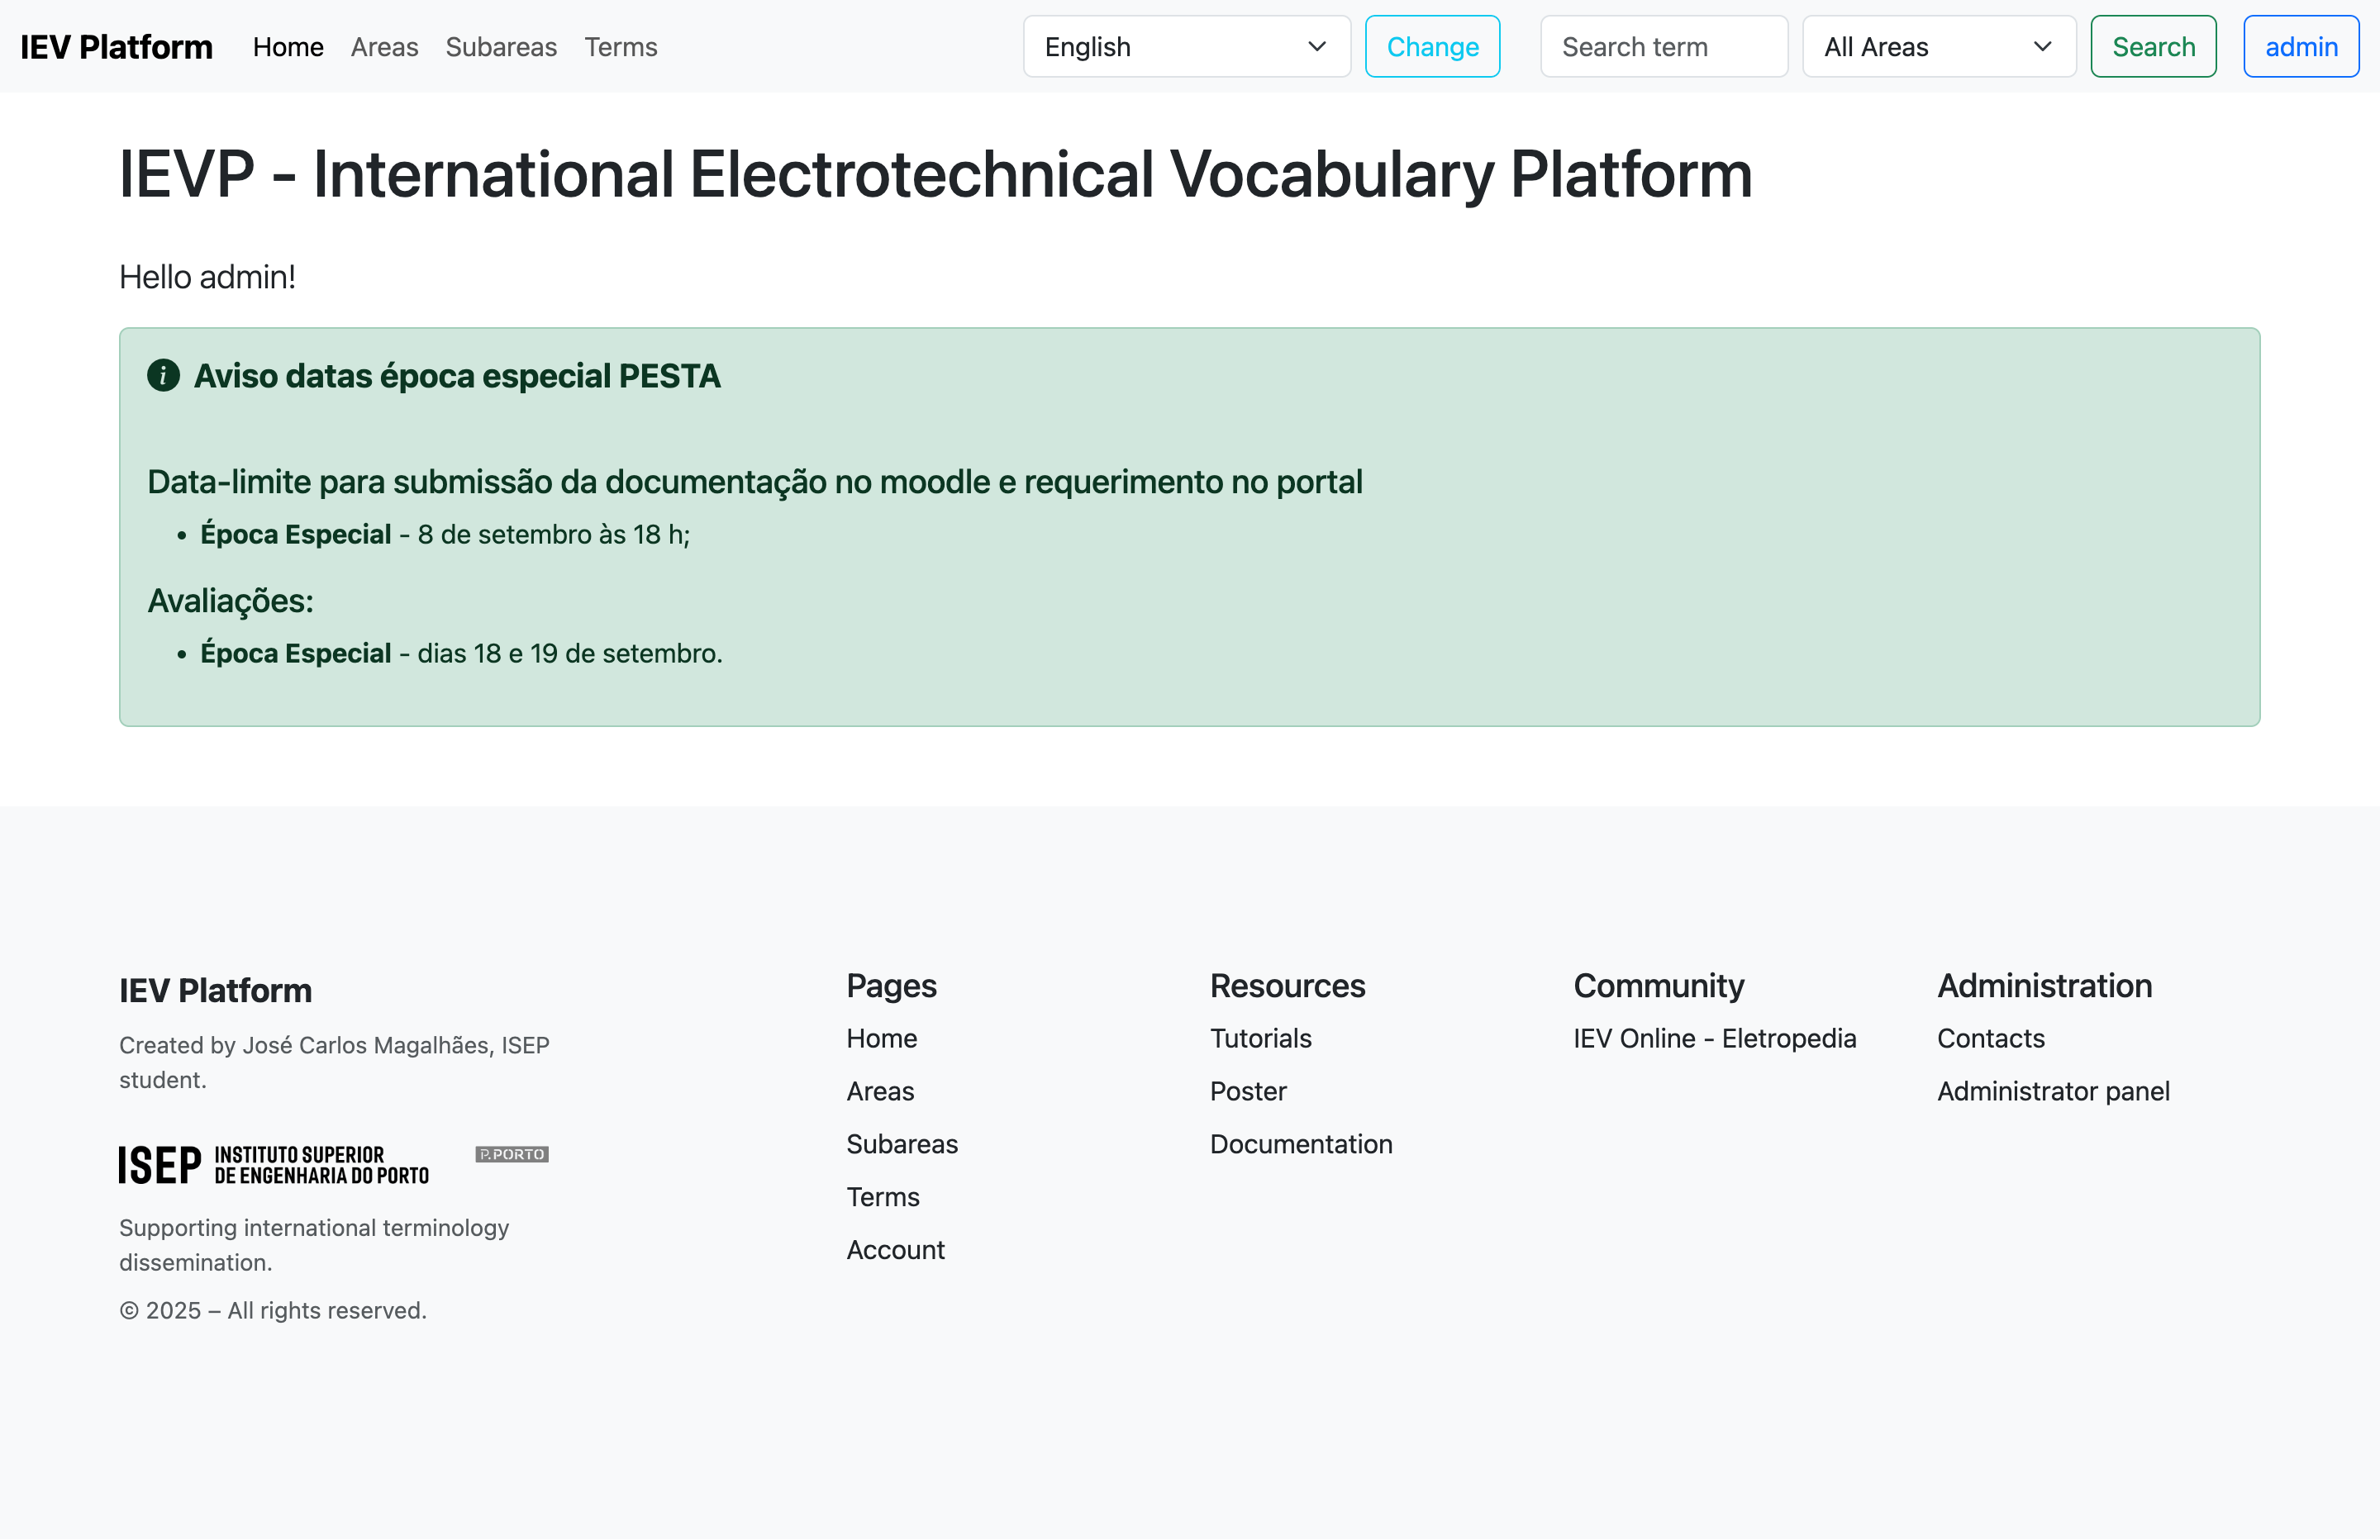 IEV Platform Home Areas Subareas Terms English Change Search term All Areas Search admin
IEVP - International Electrotechnical Vocabulary Platform
Hello admin!
Aviso datas época especial PESTA
Data-limite para submissão da documentação no moodle e requerimento no portal
• Época Especial - 8 de setembro às 18 h;
Avaliações:
• Época Especial - dias 18 e 19 de setembro.
IEV Platform
Created by José Carlos Magalhães, ISEP
student.
ISEP INSTITUTO SUPERIOR
DE ENGENHARIA DO PORTO
P.PORTO
Supporting international terminology
dissemination.
© 2025 – All rights reserved.
Pages
Home
Areas
Subareas
Terms
Account
Resources
Tutorials
Poster
Documentation
Community
IEV Online - Eletropedia
Administration
Contacts
Administrator panel